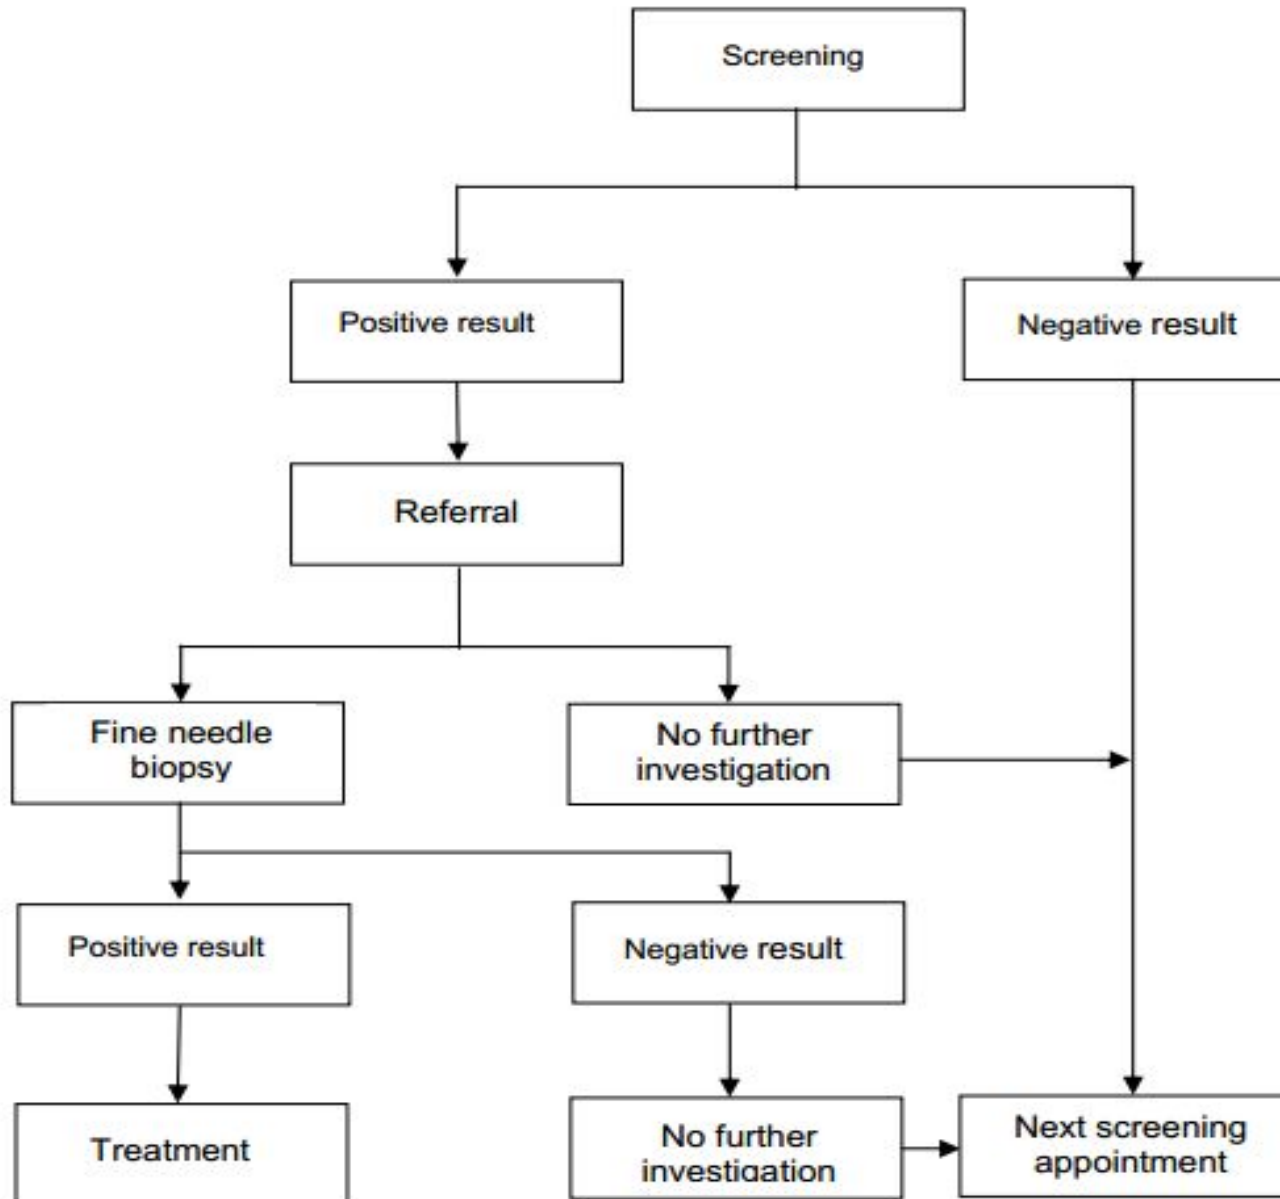 Screening
Positive result
Negative result
Referral
Fine needle
biopsy
No further
investigation
Positive result
Negative result
Treatment
No further
investigation
Next screening
appointment